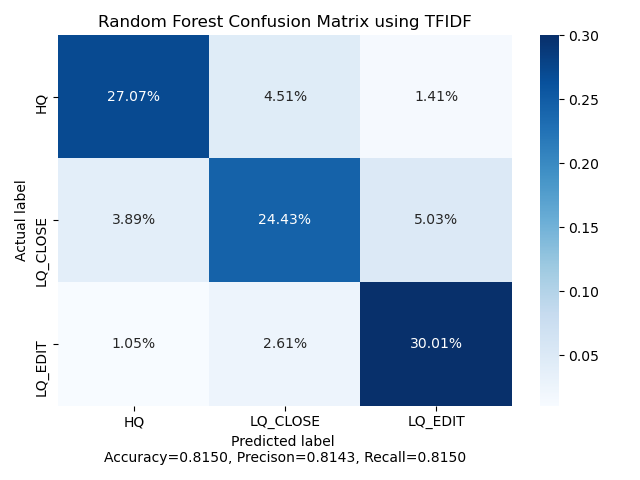 Random Forest Confusion Matrix using TFIDF
0.30
HQ 27.07% 4.51% 1.41%
0.25
0.20
Actual label
LQ_CLOSE 3.89% 24.43% 5.03%
0.15
0.10
LQ_EDIT 1.05% 2.61% 30.01%
0.05
HQ LQ_CLOSE LQ_EDIT
Predicted label
Accuracy=0.8150, Precison=0.8143, Recall=0.8150